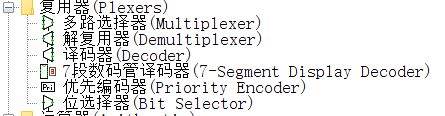 复用器(Plexers)
多路选择器(Multiplexer)
解复用器(Demultiplexer)
译码器(Decoder)
7段数码管译码器(7-Segment Display Decoder)
优先编码器(Priority Encoder)
位选择器(Bit Selector)